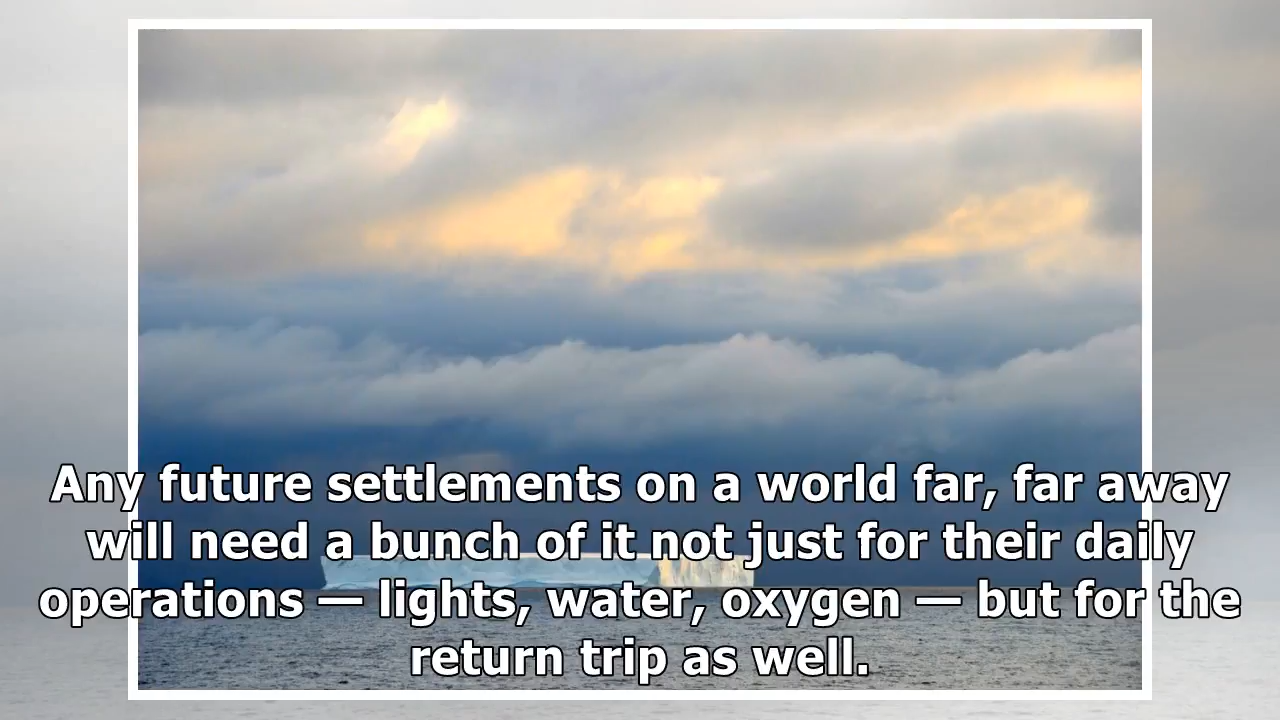 Any future settlements on a world far, far away
will need a bunch of it not just for their daily
operations — lights, water, oxygen — but for the
return trip as well.